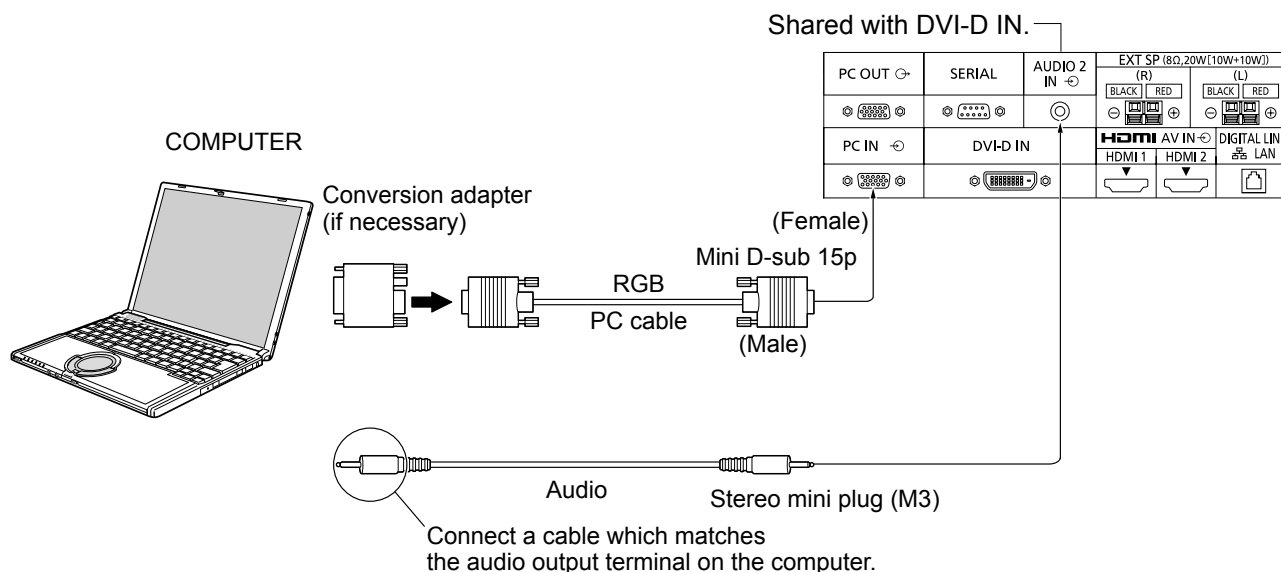 Shared with DVI-D IN.
PC OUT
SERIAL
AUDIO 2
IN
EXT SP (8Ω,20W[10W+10W])
(R)
(L)
BLACK RED
BLACK RED
PC IN
DVI-D IN
HDMI AV IN
HDMI 1
HDMI 2
DIGITAL LIN
LAN
COMPUTER
Conversion adapter
(if necessary)
(Female)
Mini D-sub 15p
RGB
PC cable
(Male)
Audio
Stereo mini plug (M3)
Connect a cable which matches
the audio output terminal on the computer.